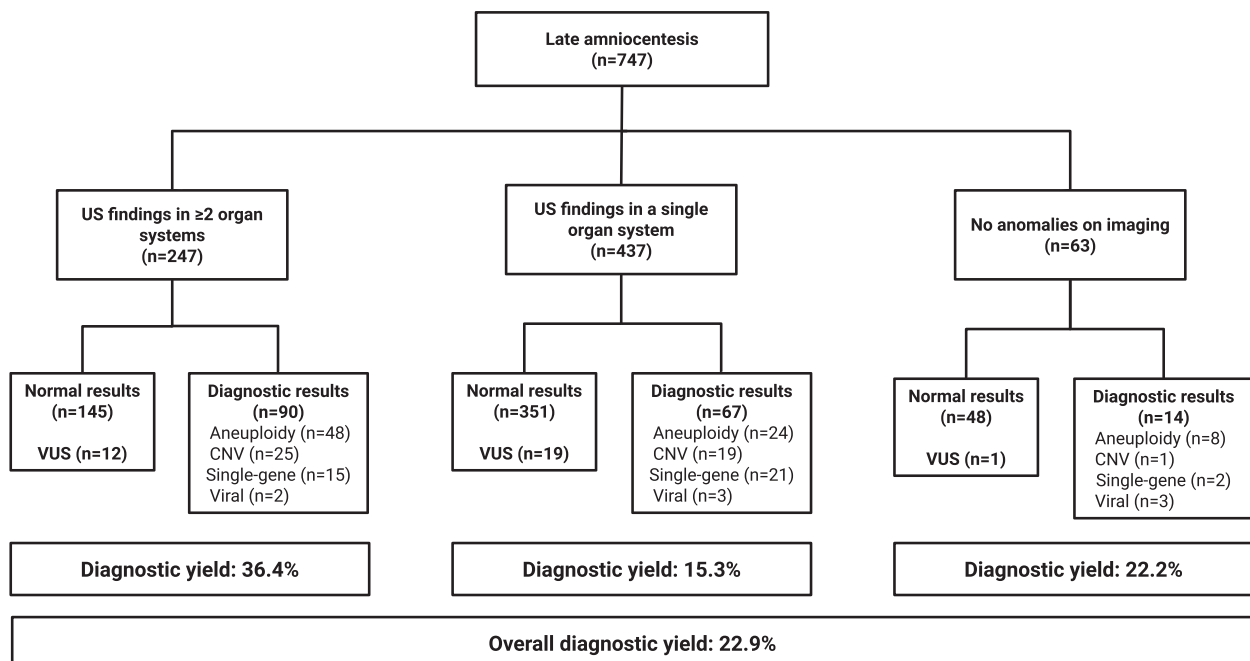 Late amniocentesis
(n=747)
US findings in ≥2 organ
systems
(n=247)
US findings in a single
organ system
(n=437)
No anomalies on imaging
(n=63)
Normal results
(n=145)
VUS (n=12)
Diagnostic results
(n=90)
Aneuploidy (n=48)
CNV (n=25)
Single-gene (n=15)
Viral (n=2)
Normal results
(n=351)
VUS (n=19)
Diagnostic results
(n=67)
Aneuploidy (n=24)
CNV (n=19)
Single-gene (n=21)
Viral (n=3)
Normal results
(n=48)
VUS (n=1)
Diagnostic results
(n=14)
Aneuploidy (n=8)
CNV (n=1)
Single-gene (n=2)
Viral (n=3)
Diagnostic yield: 36.4%
Diagnostic yield: 15.3%
Diagnostic yield: 22.2%
Overall diagnostic yield: 22.9%